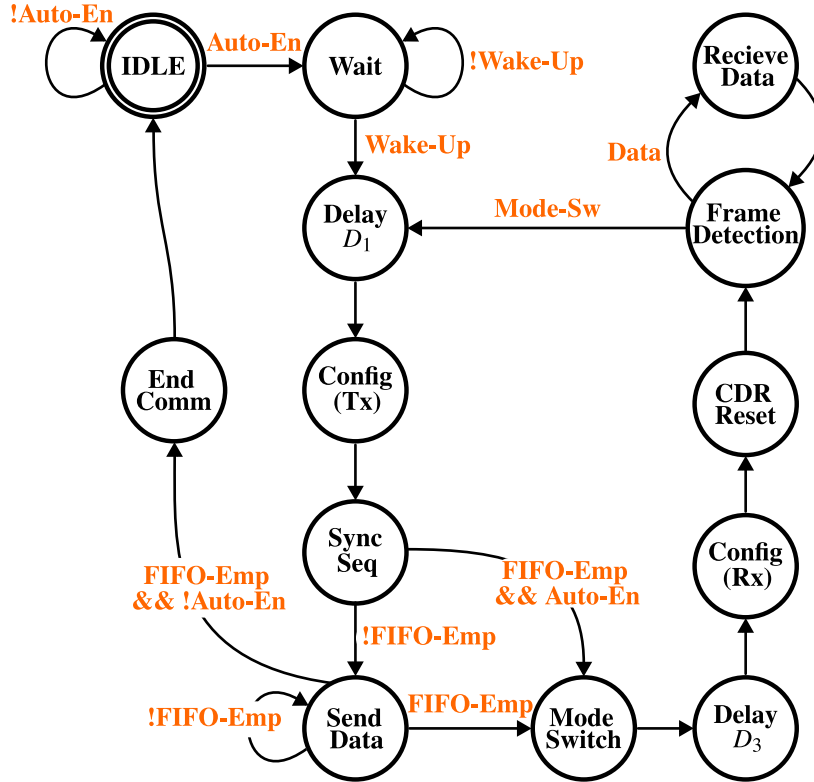 !Auto-En
IDLE
Auto-En
Wait
!Wake-Up
Recieve
Data
Wake-Up
Data
Delay
D1
Mode-Sw
Frame
Detection
End
Comm
Config
(Tx)
CDR
Reset
Sync
Seq
FIFO-Emp
&& !Auto-En
FIFO-Emp
&& Auto-En
Config
(Rx)
!FIFO-Emp
!FIFO-Emp
Send
Data
FIFO-Emp
Mode
Switch
Delay
D3